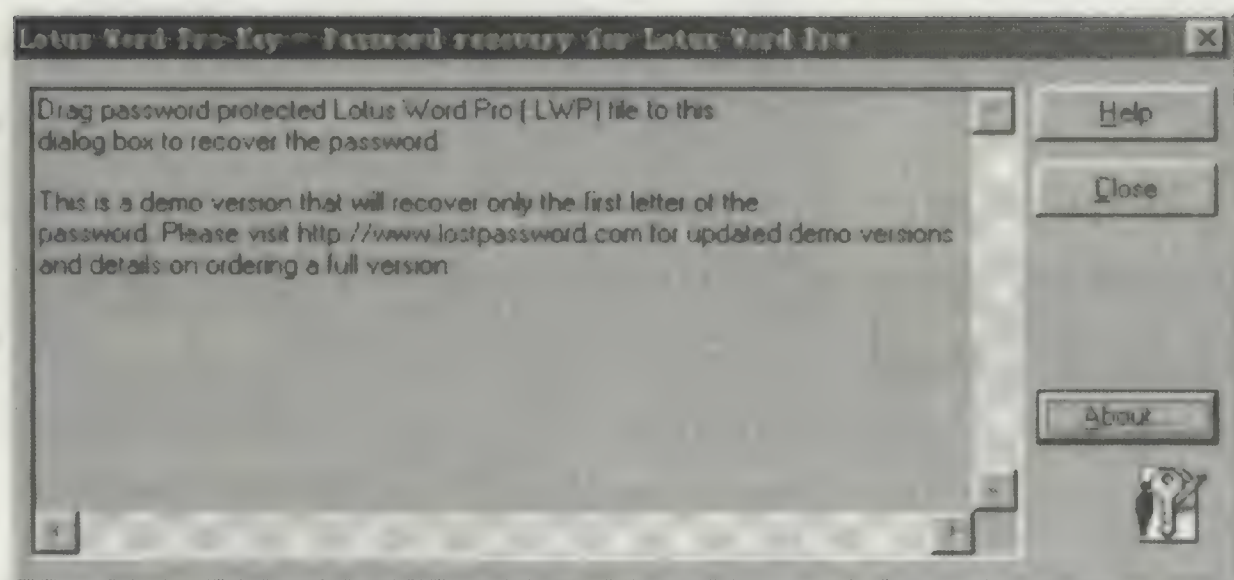 Lotus Word Pro Key - Password recovery for Lotus Word Pro
Drag password protected Lotus Word Pro (.LWP) file to this
dialog box to recover the password.
This is a demo version that will recover only the first letter of the
password. Please visit http://www.lostpassword.com for updated demo versions
and details on ordering a full version
Help
Close
About...